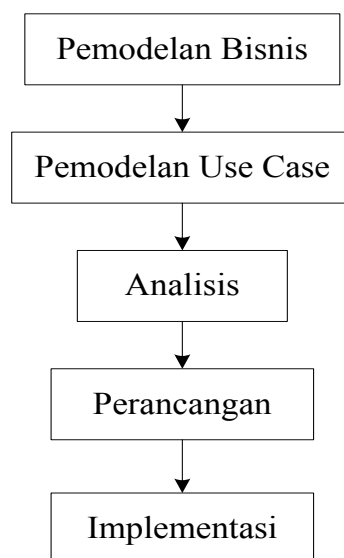 Pemodelan Bisnis
Pemodelan Use Case
Analisis
Perancangan
Implementasi